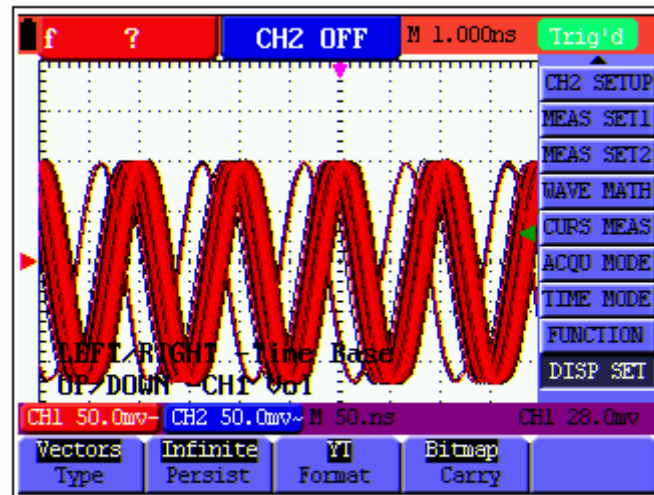 f ? CH2 OFF M 1.000ns Trig'd
CH2 SETUP
MEAS SET1
MEAS SET2
WAVE MATH
CURS MEAS
ACQU MODE
TIME MODE
FUNCTION
DISP SET
LEFT/RIGHT -Time Base
UP/DOWN -CH1 Vol
CH1 50.0mv- CH2 50.0mv~ M 50.ns CH1 28.0mv
Vectors Infinite YT Bitmap
Type Persist Format Carry